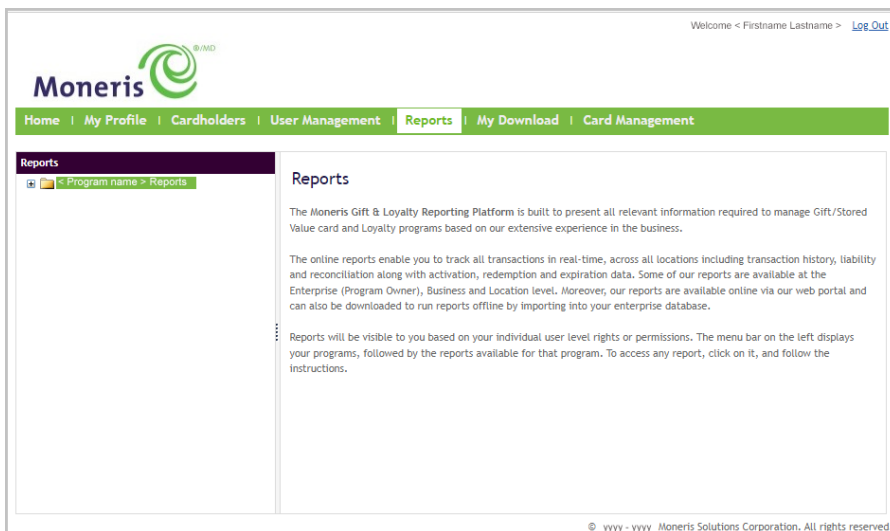 Welcome < Firstname Lastname > Log Out
®/MD
Moneris
Home | My Profile | Cardholders | User Management | Reports | My Download | Card Management
Reports
< Program name > Reports
Reports
The Moneris Gift & Loyalty Reporting Platform is built to present all relevant information required to manage Gift/Stored
Value card and Loyalty programs based on our extensive experience in the business.
The online reports enable you to track all transactions in real-time, across all locations including transaction history, liability
and reconciliation along with activation, redemption and expiration data. Some of our reports are available at the
Enterprise (Program Owner), Business and Location level. Moreover, our reports are available online via our web portal and
can also be downloaded to run reports offline by importing into your enterprise database.
Reports will be visible to you based on your individual user level rights or permissions. The menu bar on the left displays
your programs, followed by the reports available for that program. To access any report, click on it, and follow the
instructions.
© yyyy - yyyy Moneris Solutions Corporation. All rights reserved